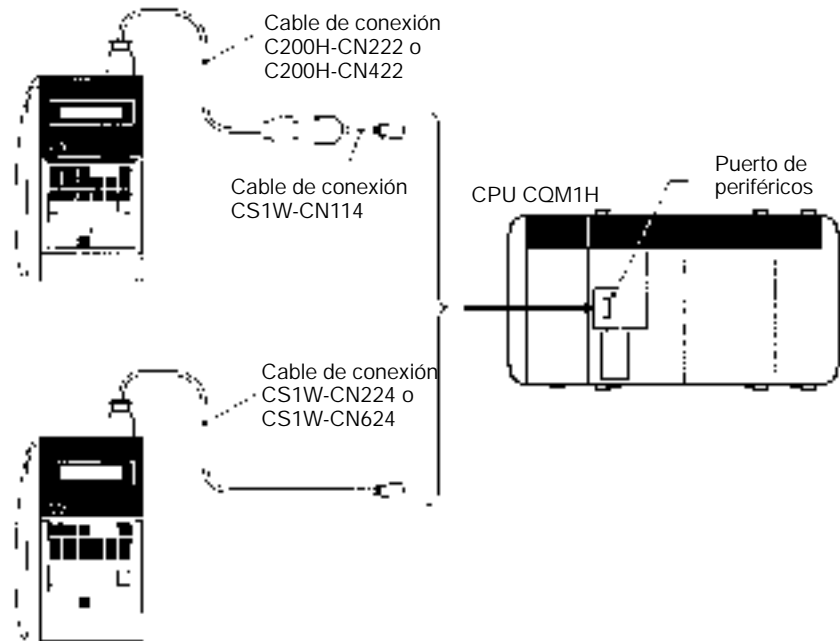 Cable de conexión
C200H-CN222 o
C200H-CN422
Cable de conexión
CS1W-CN114
Puerto de
periféricos
CPU CQM1H
Cable de conexión
CS1W-CN224 o
CS1W-CN624